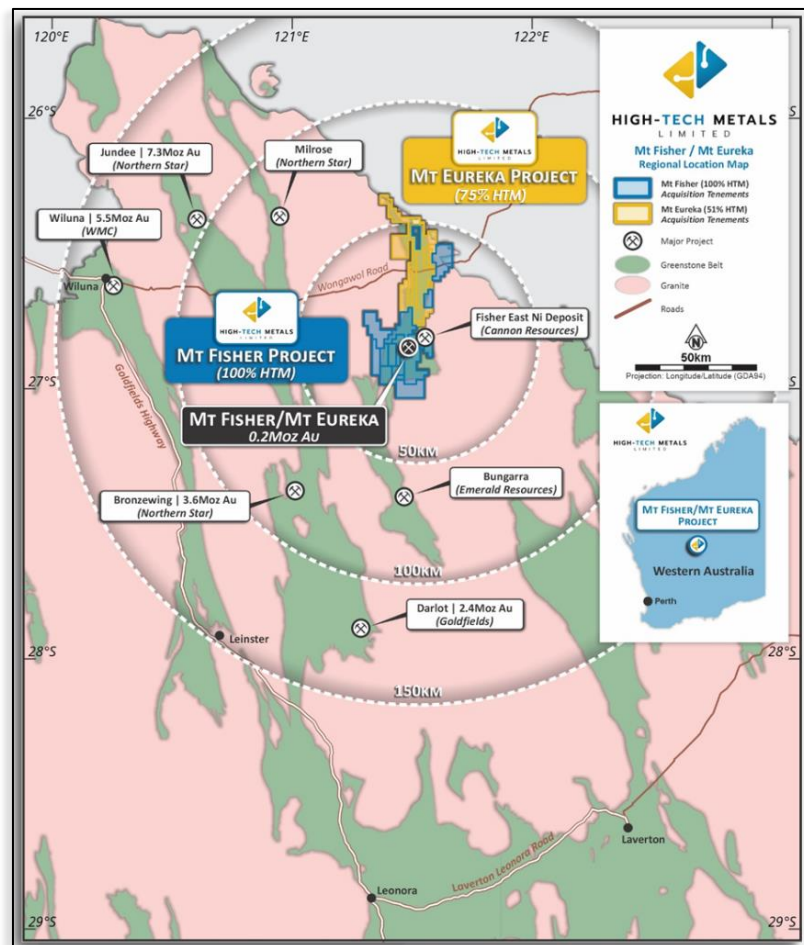 120°E
121°E
122°E
26°S
26°S
27°S
27°S
28°S
28°S
29°S
29°S
Jundee | 7.3Moz Au
(Northern Star)
Milrose
(Northern Star)
Wiluna | 5.5Moz Au
(WMC)
Wiluna
HIGH-TECH METALS
LIMITED
MT EUREKA PROJECT
(75% HTM)
Wongawol Road
HIGH-TECH METALS
LIMITED
MT FISHER PROJECT
(100% HTM)
Fisher East Ni Deposit
(Cannon Resources)
MT FISHER/MT EUREKA
0.2Moz Au
Goldfields Highway
50KM
Bronzewing | 3.6Moz Au
(Northern Star)
Bungarra
(Emerald Resources)
100KM
Darlot | 2.4Moz Au
(Goldfields)
Leinster
150KM
Laverton
Laverton Leonora Road
Leonora
HIGH-TECH METALS
LIMITED
Mt Fisher / Mt Eureka
Regional Location Map
Mt Fisher (100% HTM)
Acquisition Tenements
Mt Eureka (51% HTM)
Acquisition Tenements
Major Project
Greenstone Belt
Granite
Roads
N
50km
Projection: Longitude/Latitude (GDA94)
HIGH-TECH METALS
LIMITED
MT FISHER/MT EUREKA
PROJECT
Western Australia
Perth